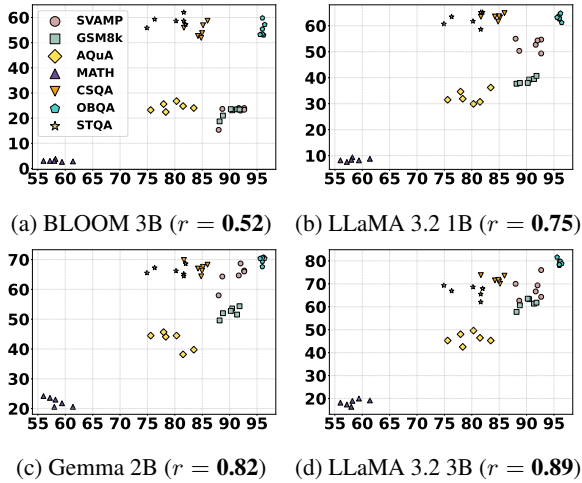 60
50
40
30
20
10
0
SVAMP
GSM8k
AQuA
MATH
CSQA
OBQA
STQA
55 60 65 70 75 80 85 90 95
60
50
40
30
20
10
55 60 65 70 75 80 85 90 95
(a) BLOOM 3B (r = 0.52)
(b) LLaMA 3.2 1B (r = 0.75)
70
60
50
40
30
20
55 60 65 70 75 80 85 90 95
80
70
60
50
40
30
20
55 60 65 70 75 80 85 90 95
(c) Gemma 2B (r = 0.82)
(d) LLaMA 3.2 3B (r = 0.89)